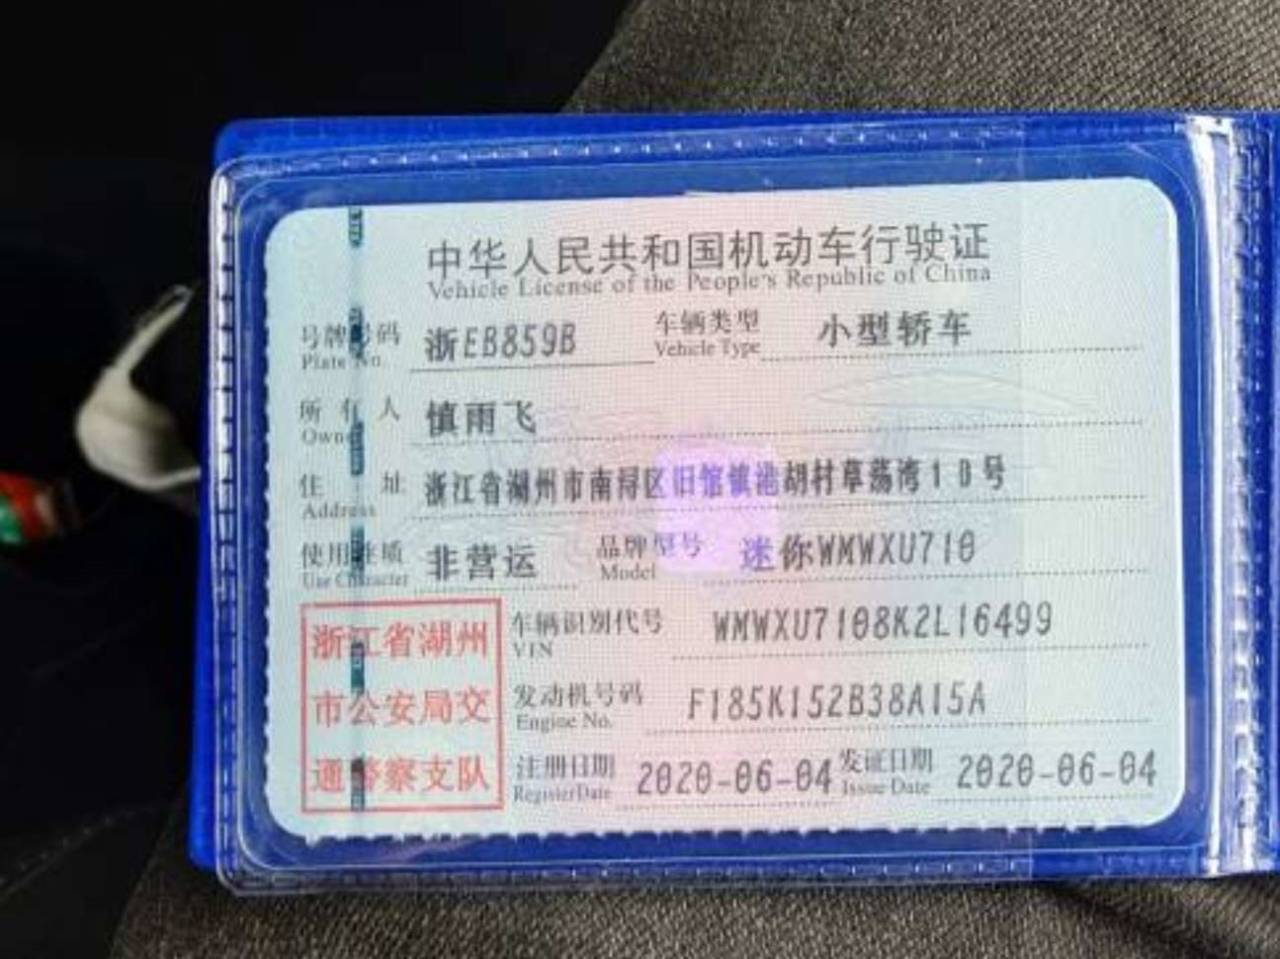 中华人民共和国机动车行驶证
Vehicle License of the People's Republic of China
号牌号码 浙EB859B 车辆类型 小型轿车
Plate No. Vehicle Type
所有人 慎雨飞
Owner
住址 浙江省湖州市南浔区旧馆镇港胡村草荡湾10号
Address
使用性质 非营运 品牌型号 迷你WMWXU710
Use Character Model
浙江省湖州 车辆识别代号 WMWXU7108K2L16499
VIN
市公安局交 发动机号码 F185K152B38A15A
Engine No.
通警察支队 注册日期 2020-06-04 发证日期 2020-06-04
Register Date Issue Date